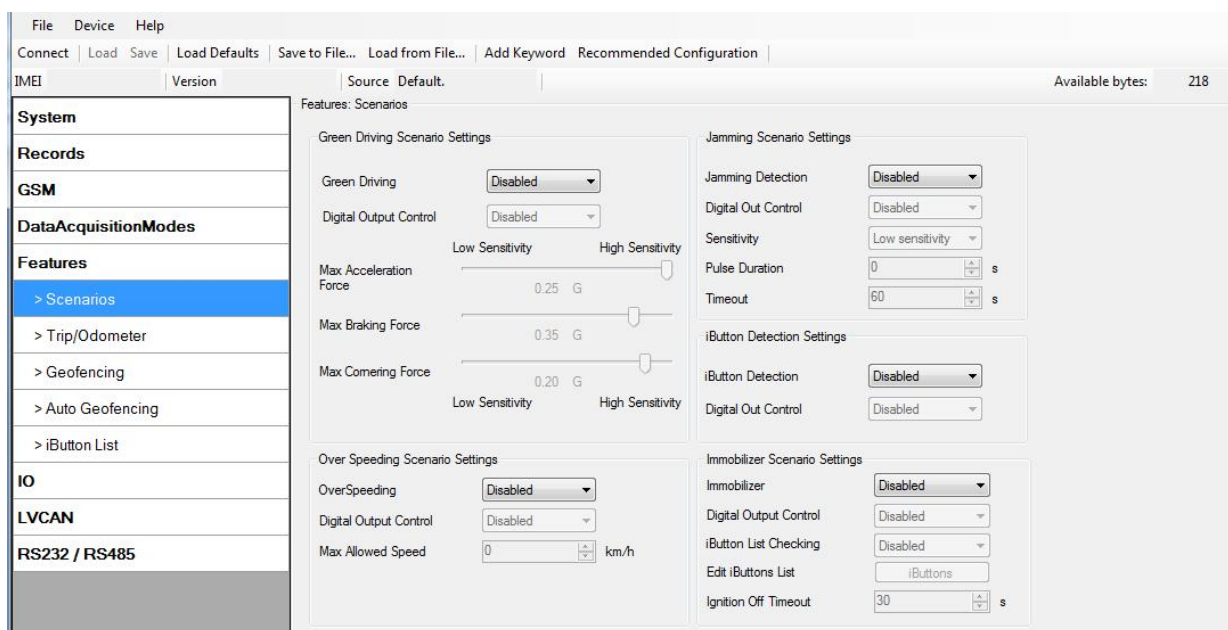 File Device Help
Connect Load Save Load Defaults Save to File... Load from File... Add Keyword Recommended Configuration
IMEI Version Source Default. Available bytes: 218
System
Records
GSM
DataAcquisitionModes
Features
> Scenarios
> Trip/Odometer
> Geofencing
> Auto Geofencing
> iButton List
IO
LVCAN
RS232 / RS485
Features: Scenarios
Green Driving Scenario Settings
Green Driving Disabled
Digital Output Control Disabled
Low Sensitivity High Sensitivity
Max Acceleration
Force
0.25 G
Max Braking Force
0.35 G
Max Cornering Force
0.20 G
Low Sensitivity High Sensitivity
Over Speeding Scenario Settings
OverSpeeding Disabled
Digital Output Control Disabled
Max Allowed Speed 0 km/h
Jamming Scenario Settings
Jamming Detection Disabled
Digital Out Control Disabled
Sensitivity Low sensitivity
Pulse Duration 0 s
Timeout 60 s
iButton Detection Settings
iButton Detection Disabled
Digital Out Control Disabled
Immobilizer Scenario Settings
Immobilizer Disabled
Digital Output Control Disabled
iButton List Checking Disabled
Edit iButtons List iButtons
Ignition Off Timeout 30 s